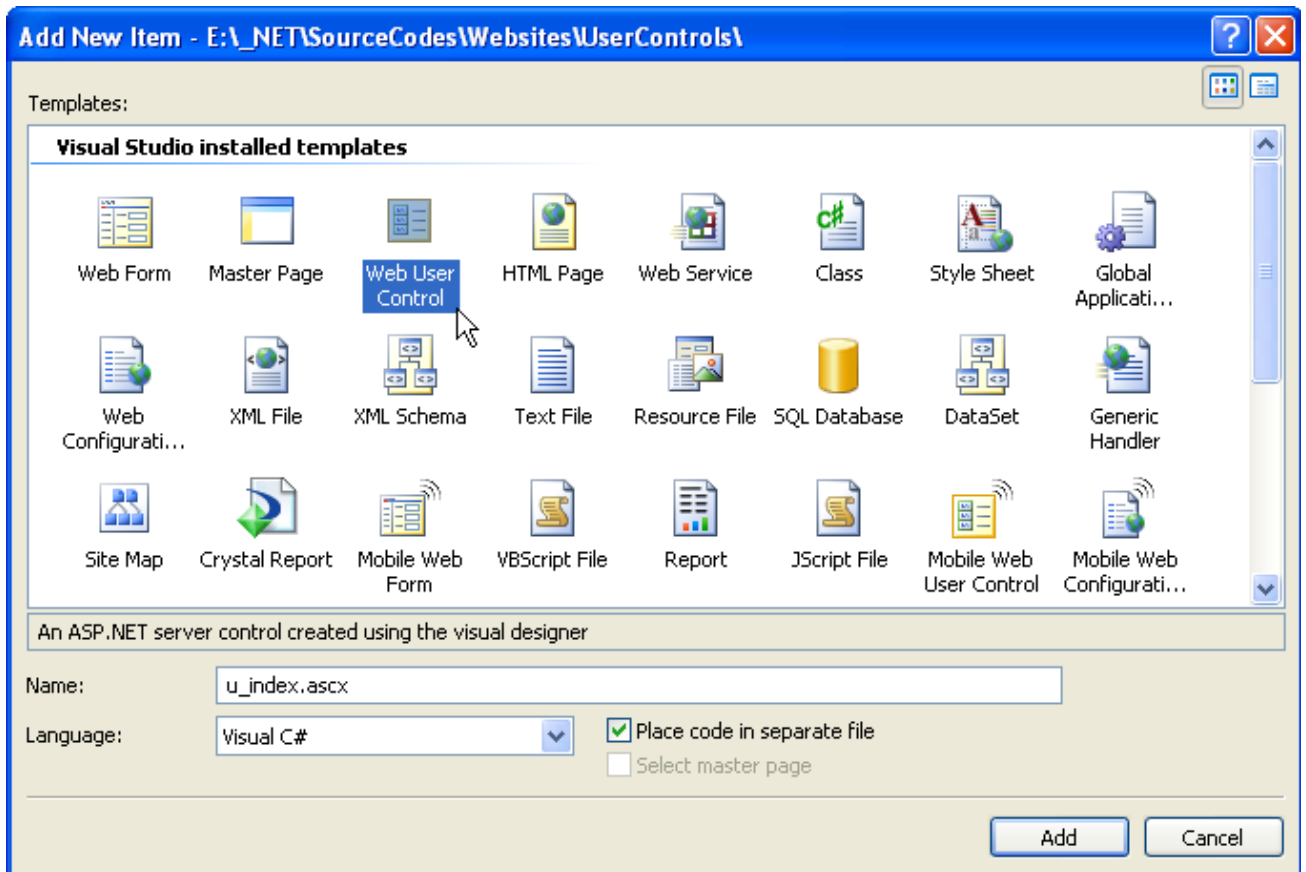 Add New Item - E:\_NET\SourceCodes\Websites\UserControls\
Templates:
Visual Studio installed templates
Web Form Master Page Web User HTML Page Web Service Class Style Sheet Global
Control Applicati...
Web XML File XML Schema Text File Resource File SQL Database DataSet Generic
Configurati... Handler
Site Map Crystal Report Mobile Web VBScript File Report JScript File Mobile Web Mobile Web
Form User Control Configurati...
An ASP.NET server control created using the visual designer
Name: u_index.ascx
Language: Visual C# Place code in separate file
Select master page
Add Cancel